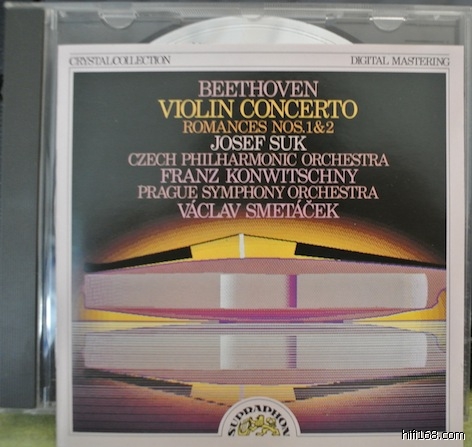 CRYSTAL COLLECTION
DIGITAL MASTERING
BEETHOVEN
VIOLIN CONCERTO
ROMANCES NOS.1&2
JOSEF SUK
CZECH PHILHARMONIC ORCHESTRA
FRANZ KONWITSCHNY
PRAGUE SYMPHONY ORCHESTRA
VÁCLAV SMETÁČEK
SUPRAPHON
hifi168.com